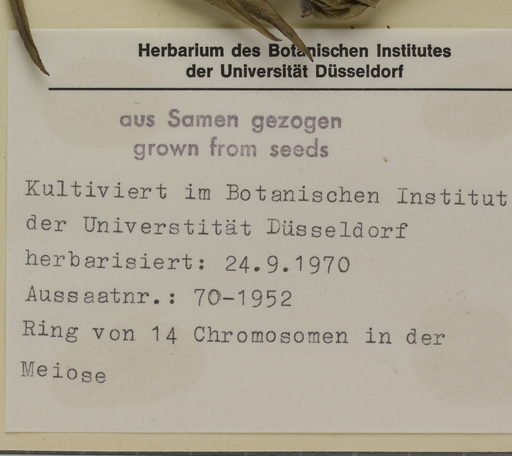 Herbarium des Botanischen Institutes
der Universität Düsseldorf
aus Samen gezogen
grown from seeds
Kultiviert im Botanischen Institut
der Universtität Düsseldorf
herbarisiert: 24.9.1970
Aussaatnr.: 70-1952
Ring von 14 Chromosomen in der
Meiose